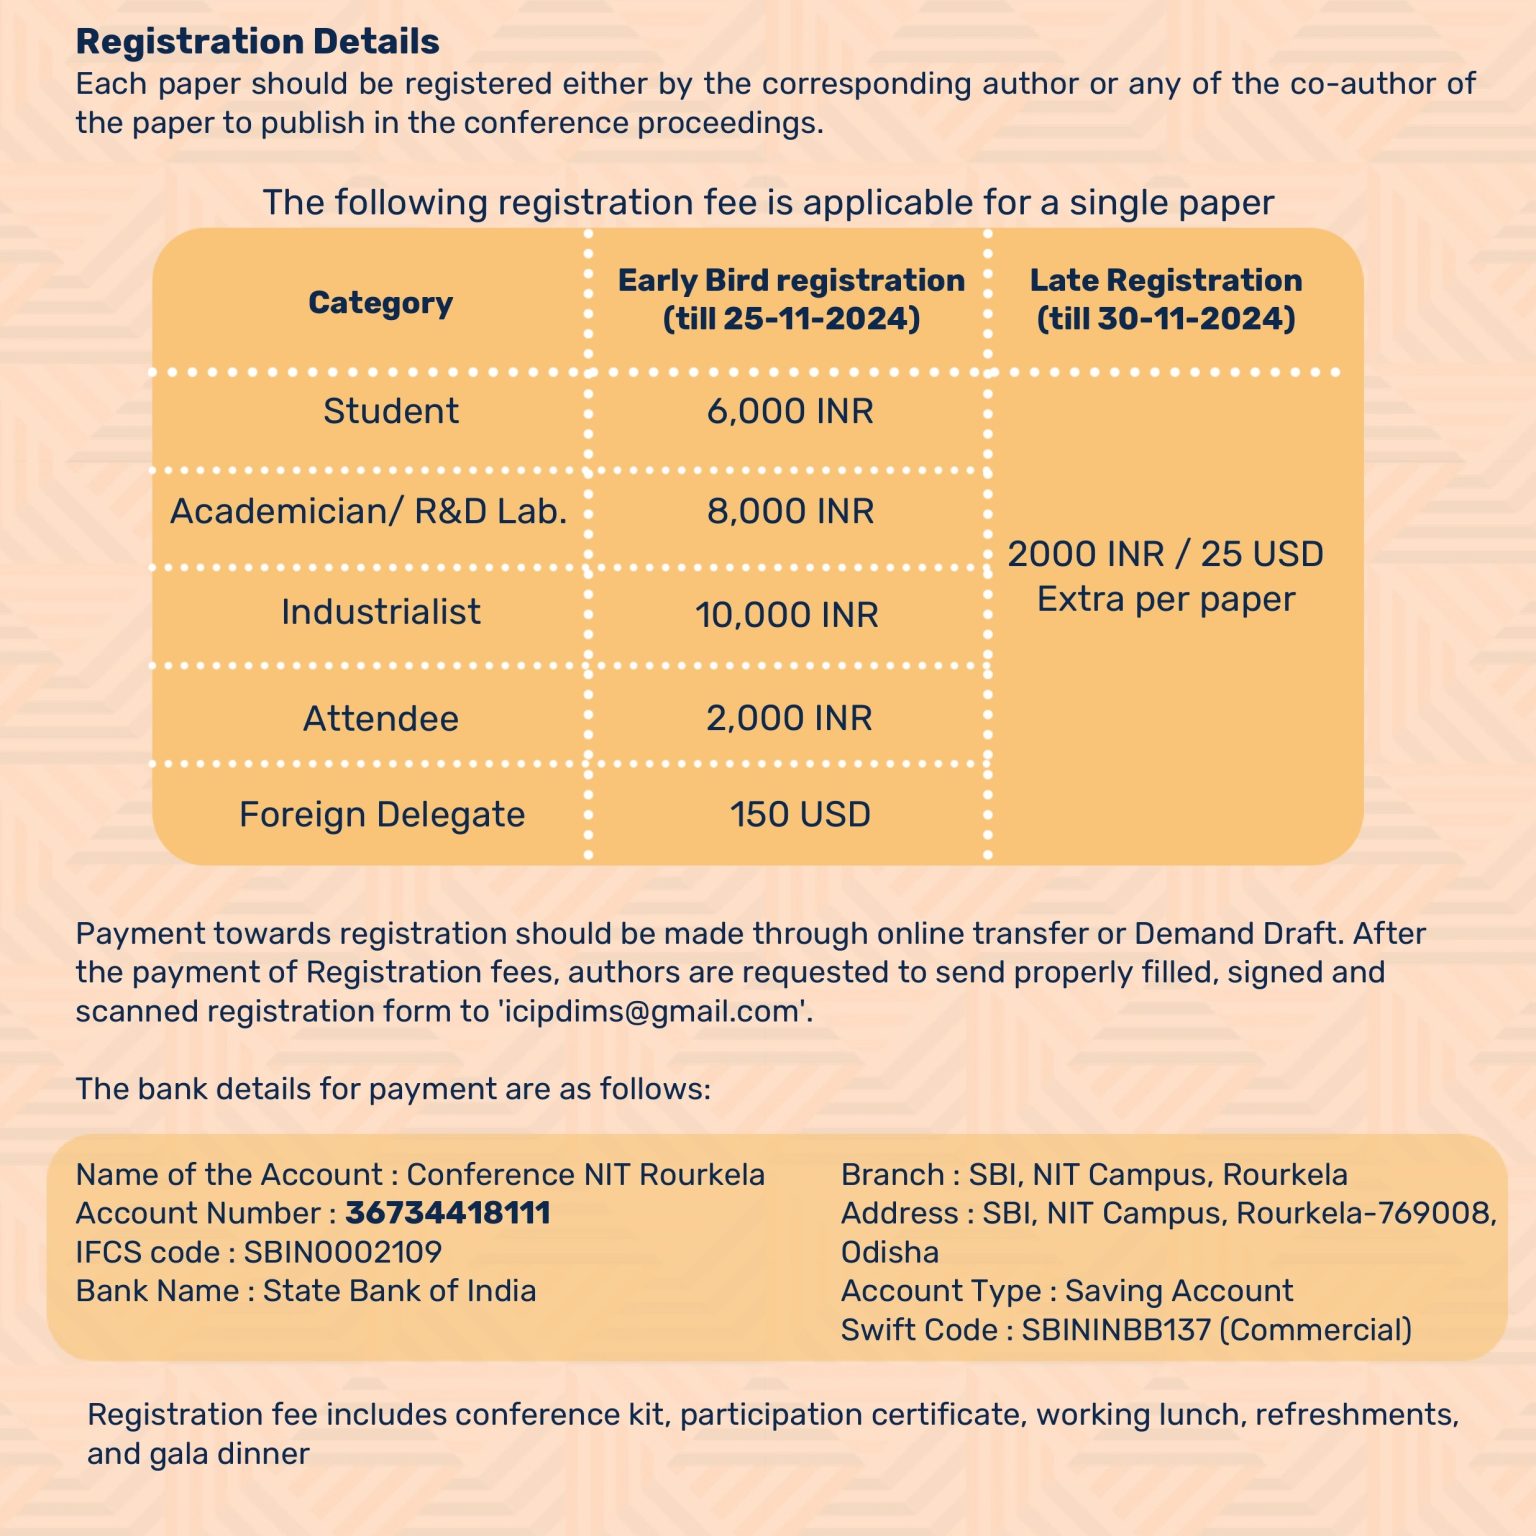 Registration Details
Each paper should be registered either by the corresponding author or any of the co-author of
the paper to publish in the conference proceedings.
The following registration fee is applicable for a single paper
Category
Early Bird registration
(till 25-11-2024)
Late Registration
(till 30-11-2024)
Student
6,000 INR
Academician/ R&D Lab.
8,000 INR
Industrialist
10,000 INR
Attendee
2,000 INR
Foreign Delegate
150 USD
2000 INR / 25 USD
Extra per paper
Payment towards registration should be made through online transfer or Demand Draft. After
the payment of Registration fees, authors are requested to send properly filled, signed and
scanned registration form to 'icipdims@gmail.com'.
The bank details for payment are as follows:
Name of the Account : Conference NIT Rourkela
Account Number : 36734418111
IFCS code : SBIN0002109
Bank Name : State Bank of India
Branch : SBI, NIT Campus, Rourkela
Address : SBI, NIT Campus, Rourkela-769008,
Odisha
Account Type : Saving Account
Swift Code : SBININBB137 (Commercial)
Registration fee includes conference kit, participation certificate, working lunch, refreshments,
and gala dinner